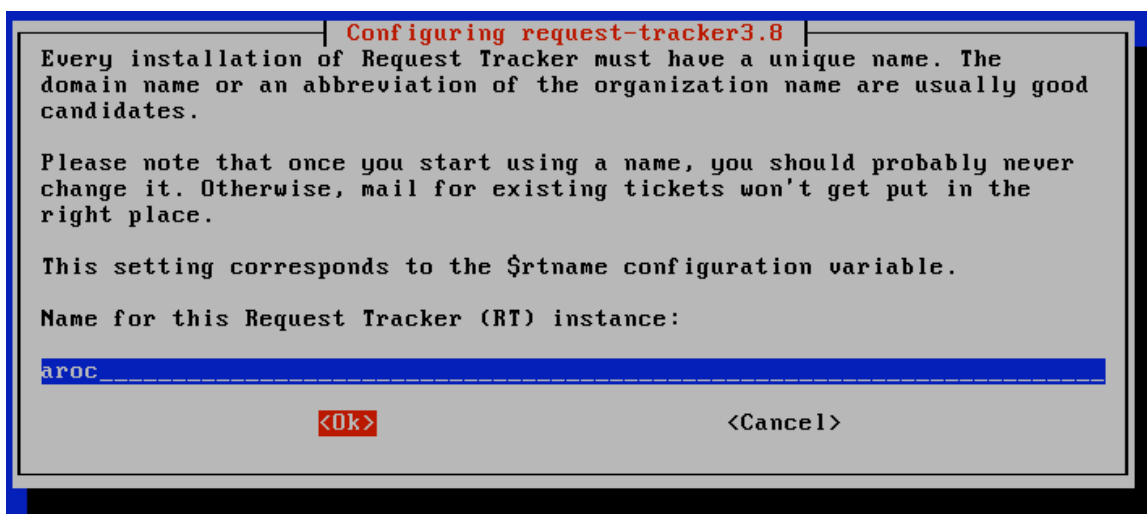 Configuring request-tracker3.8
Every installation of Request Tracker must have a unique name. The
domain name or an abbreviation of the organization name are usually good
candidates.
Please note that once you start using a name, you should probably never
change it. Otherwise, mail for existing tickets won't get put in the
right place.
This setting corresponds to the $rtname configuration variable.
Name for this Request Tracker (RT) instance:
aroc
<Ok> <Cancel>